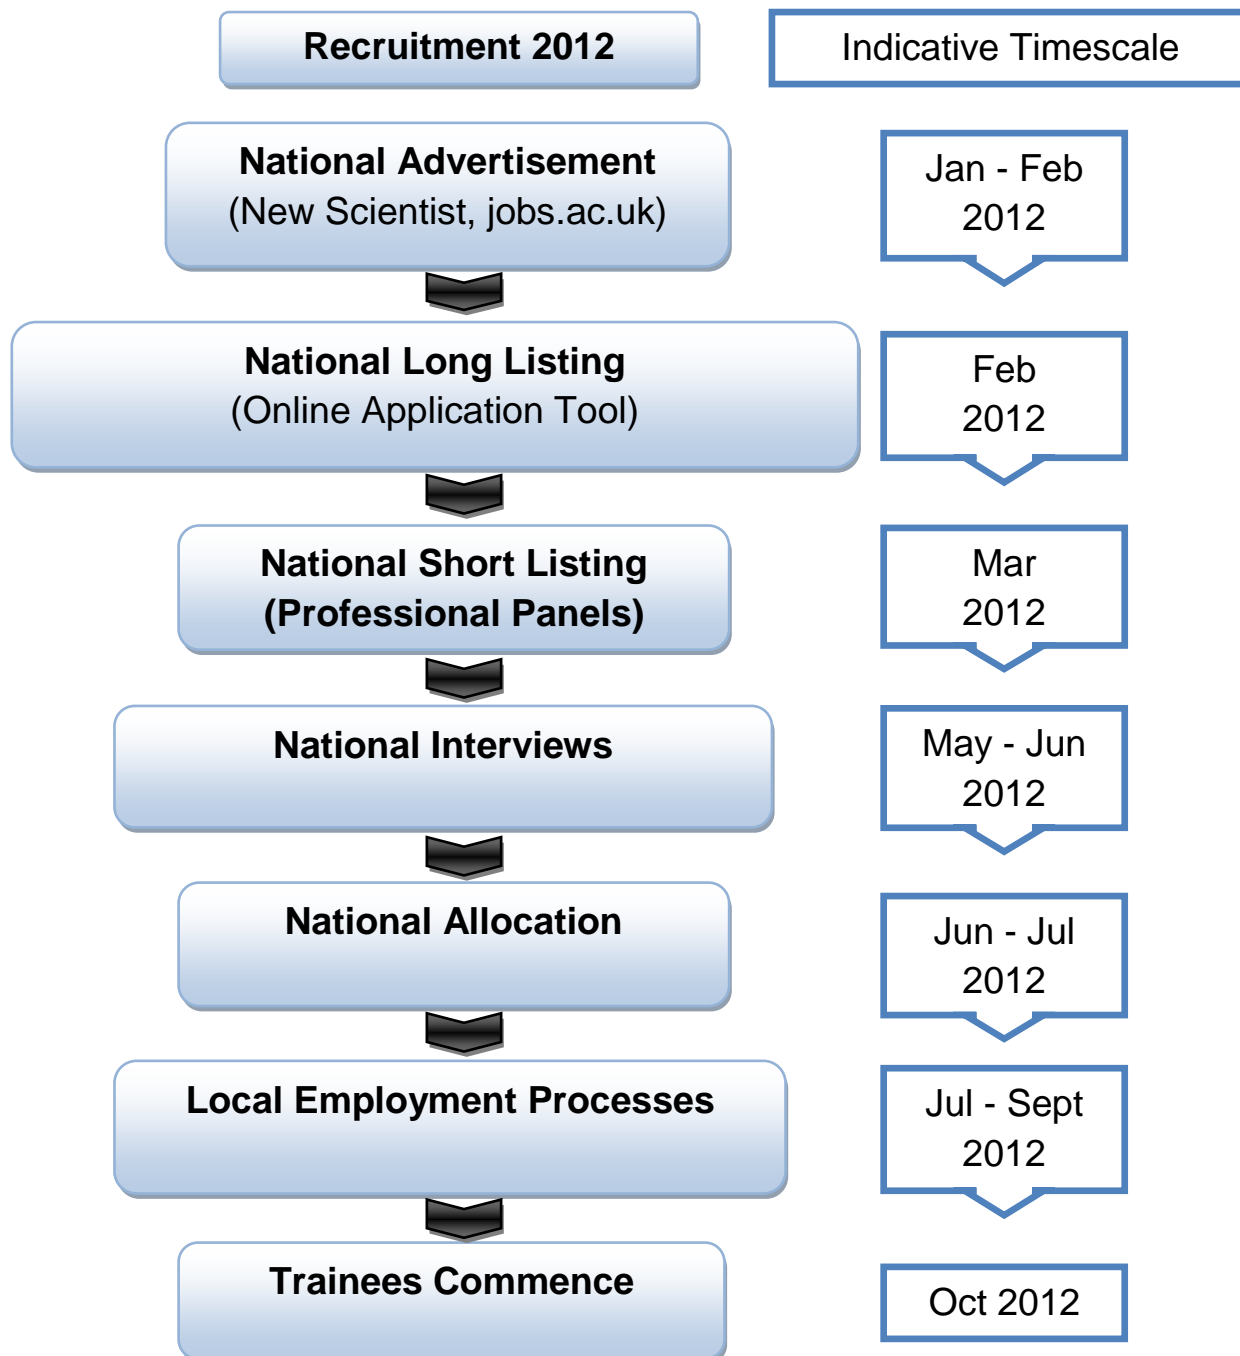 Recruitment 2012
Indicative Timescale
National Advertisement
(New Scientist, jobs.ac.uk)
Jan - Feb
2012
National Long Listing
(Online Application Tool)
Feb
2012
National Short Listing
(Professional Panels)
Mar
2012
National Interviews
May - Jun
2012
National Allocation
Jun - Jul
2012
Local Employment Processes
Jul - Sept
2012
Trainees Commence
Oct 2012